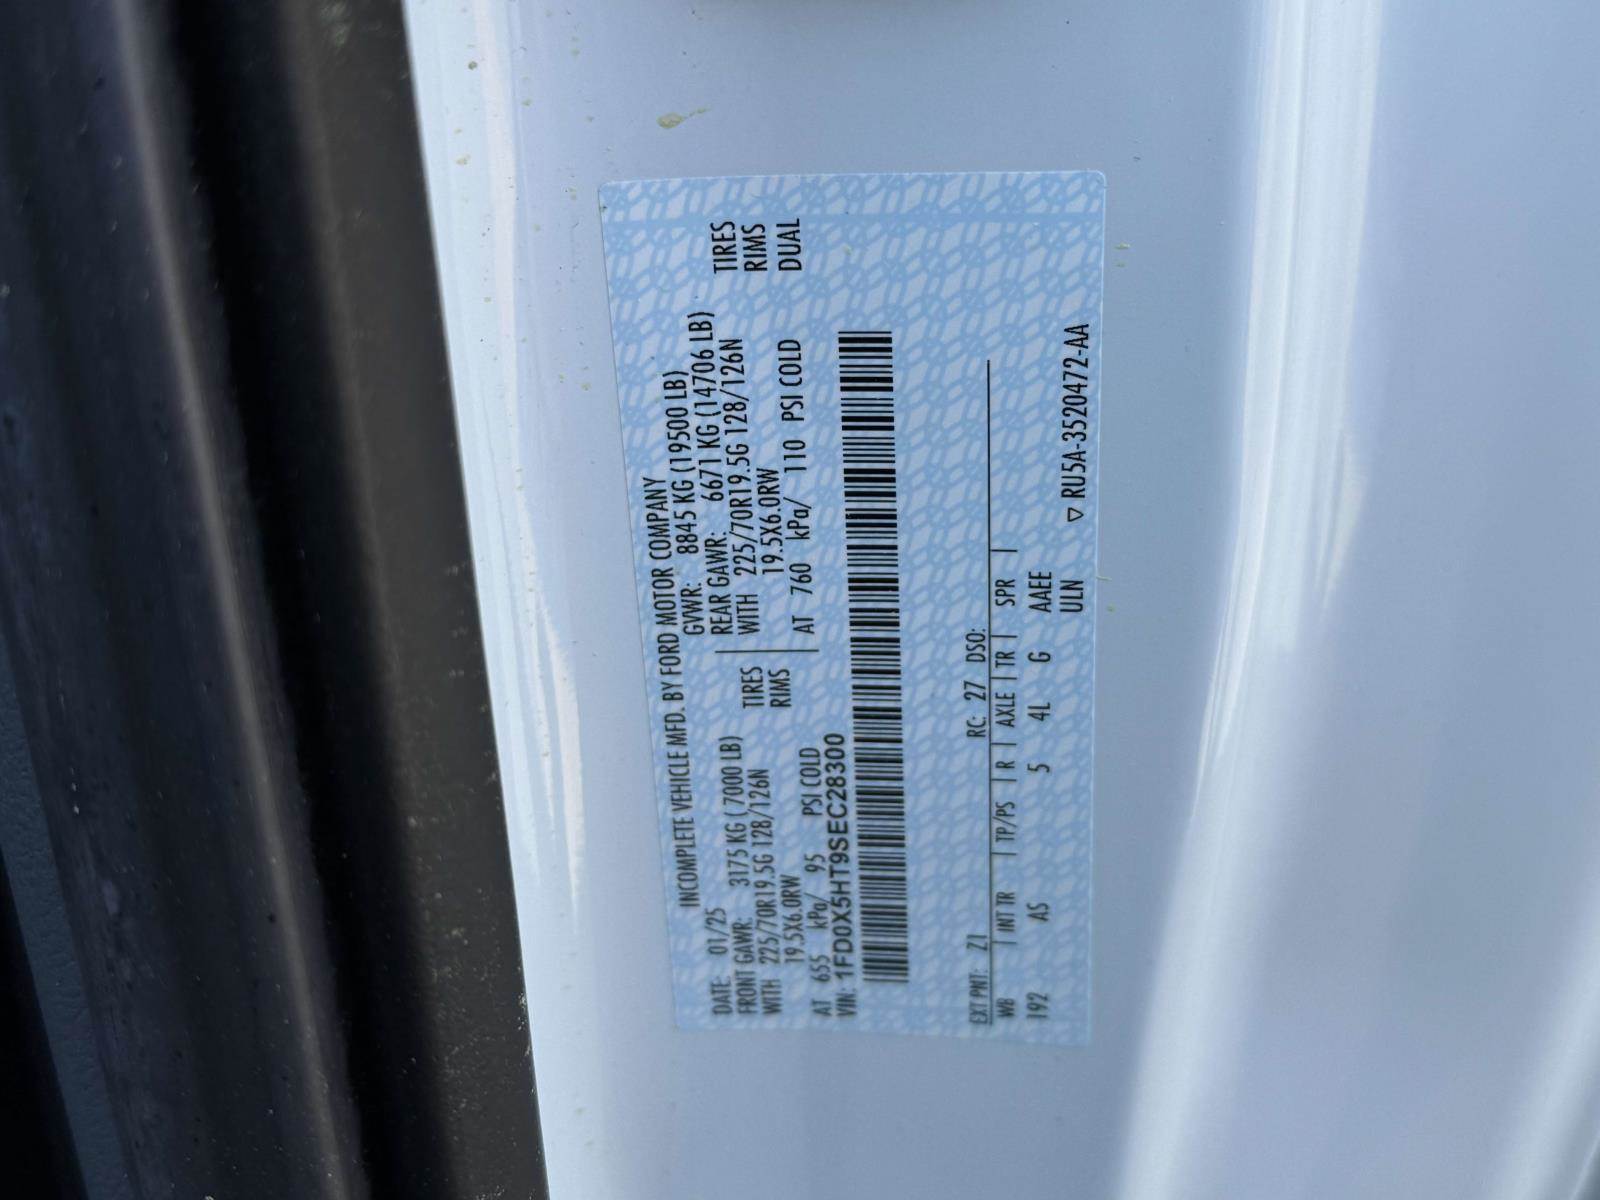 INCOMPLETE VEHICLE MFD. BY FORD MOTOR COMPANY
DATE: 01/25 GVWR: 8845 KG (19500 LB)
FRONT GAWR: 3175 KG (7000 LB) REAR GAWR: 6671 KG (14706 LB)
WITH 225/70R19.5G 128/126N TIRES WITH 225/70R19.5G 128/126N TIRES
19.5X6.0RW RIMS 19.5X6.0RW RIMS
AT 655 kPa/ 95 PSI COLD AT 760 kPa/ 110 PSI COLD DUAL
VIN: 1FD0X5HT9SEC28300
EXT PNT: Z1 RC: 27 DSO:
WB | INT TR | TP/PS | R | AXLE | TR | SPR |
192 AS 5 4L G AAEE
ULN ▽ RU5A-3520472-AA